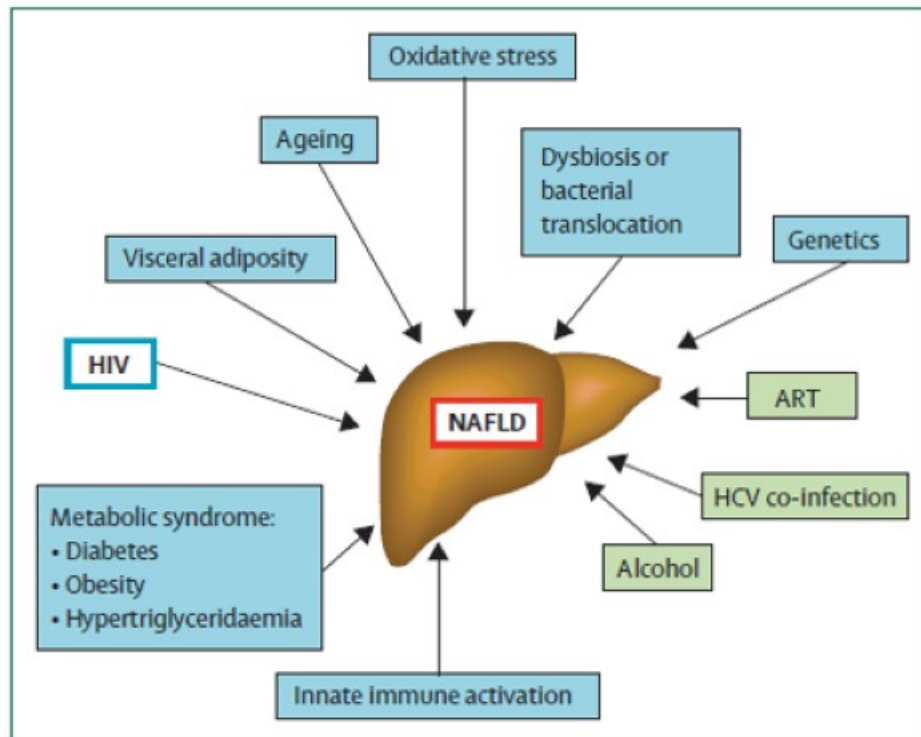 Oxidative stress
Ageing
Dysbiosis or
bacterial
translocation
Genetics
Visceral adiposity
HIV
NAFLD
ART
HCV co-infection
Alcohol
Metabolic syndrome:
• Diabetes
• Obesity
• Hypertriglyceridaemia
Innate immune activation